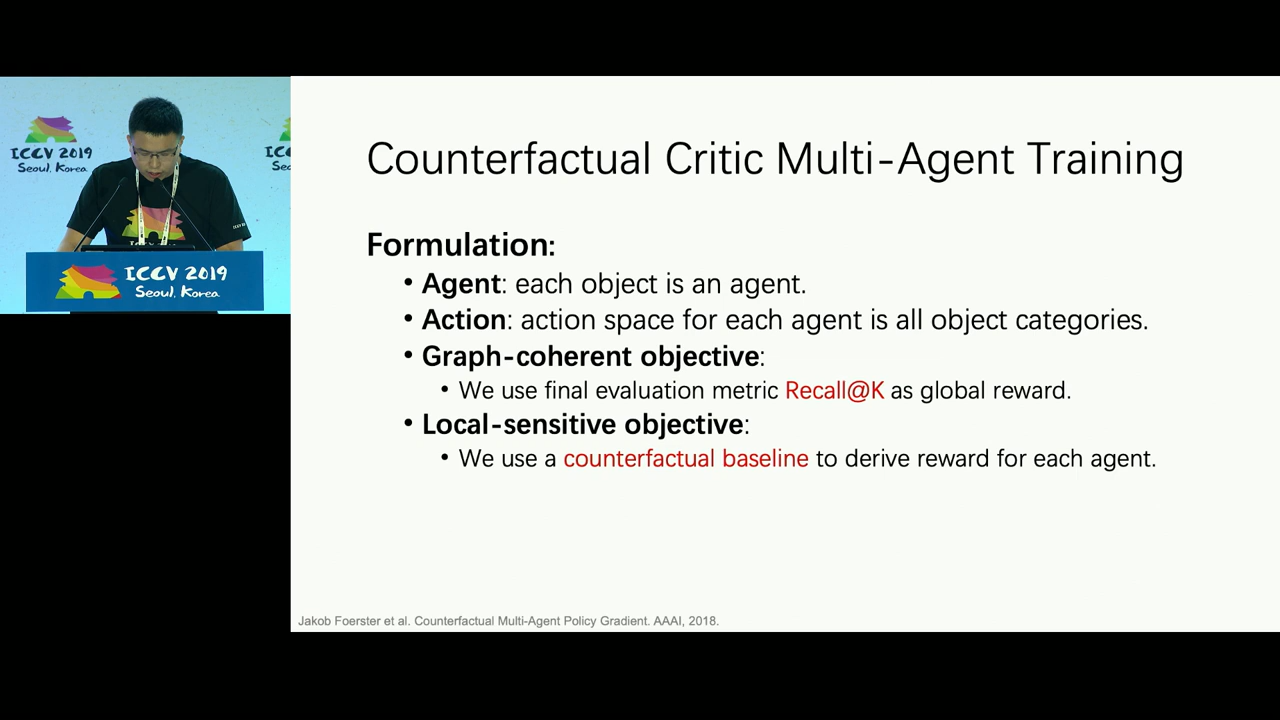 ICCV 2019
Seoul, Korea
ICC
Se
ICCV 2019
Seoul, Korea
Counterfactual Critic Multi-Agent Training
Formulation:
• Agent: each object is an agent.
• Action: action space for each agent is all object categories.
• Graph-coherent objective:
• We use final evaluation metric Recall@K as global reward.
• Local-sensitive objective:
• We use a counterfactual baseline to derive reward for each agent.
Jakob Foerster et al. Counterfactual Multi-Agent Policy Gradient. AAAI, 2018.